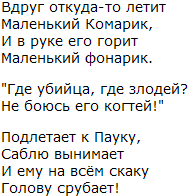 Вдруг откуда-то летит
Маленький Комарик,
И в руке его горит
Маленький фонарик.
"Где убийца, где злодей?
Не боюсь его когтей!"
Подлетает к Пауку,
Саблю вынимает
И ему на всём скаку
Голову срубает!